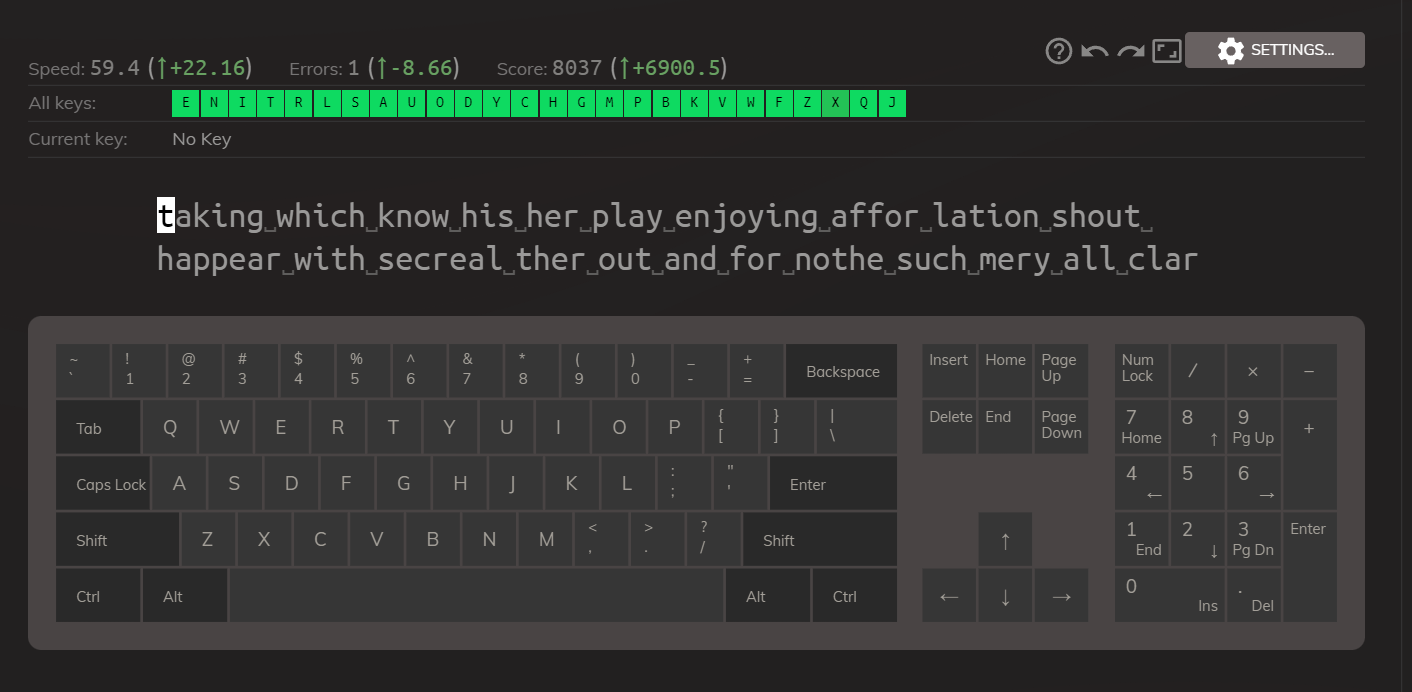 Speed: 59.4 (↑+22.16) Errors: 1 (↑-8.66) Score: 8037 (↑+6900.5)
SETTINGS...
All keys: E N I T R L S A U O D Y C H G M P B K V W F Z X Q J
Current key: No Key
taking␣which␣know␣his␣her␣play␣enjoying␣affor␣lation␣shout␣
happear␣with␣secreal␣ther␣out␣and␣for␣nothe␣such␣mery␣all␣clar
~ ! @ # $ % ^ & * ( ) _ +
` 1 2 3 4 5 6 7 8 9 0 - = Backspace
Insert Home Page Up
Num Lock / × −
Tab Q W E R T Y U I O P { [ } ] | \
Delete End Page Down
7 Home 8 ↑ 9 Pg Up +
Caps Lock A S D F G H J K L : ; " ' Enter
4 ← 5 6 →
Shift Z X C V B N M < , > . ? / Shift
↑
1 End 2 ↓ 3 Pg Dn Enter
Ctrl Alt Alt Ctrl
← ↓ →
0 Ins . Del